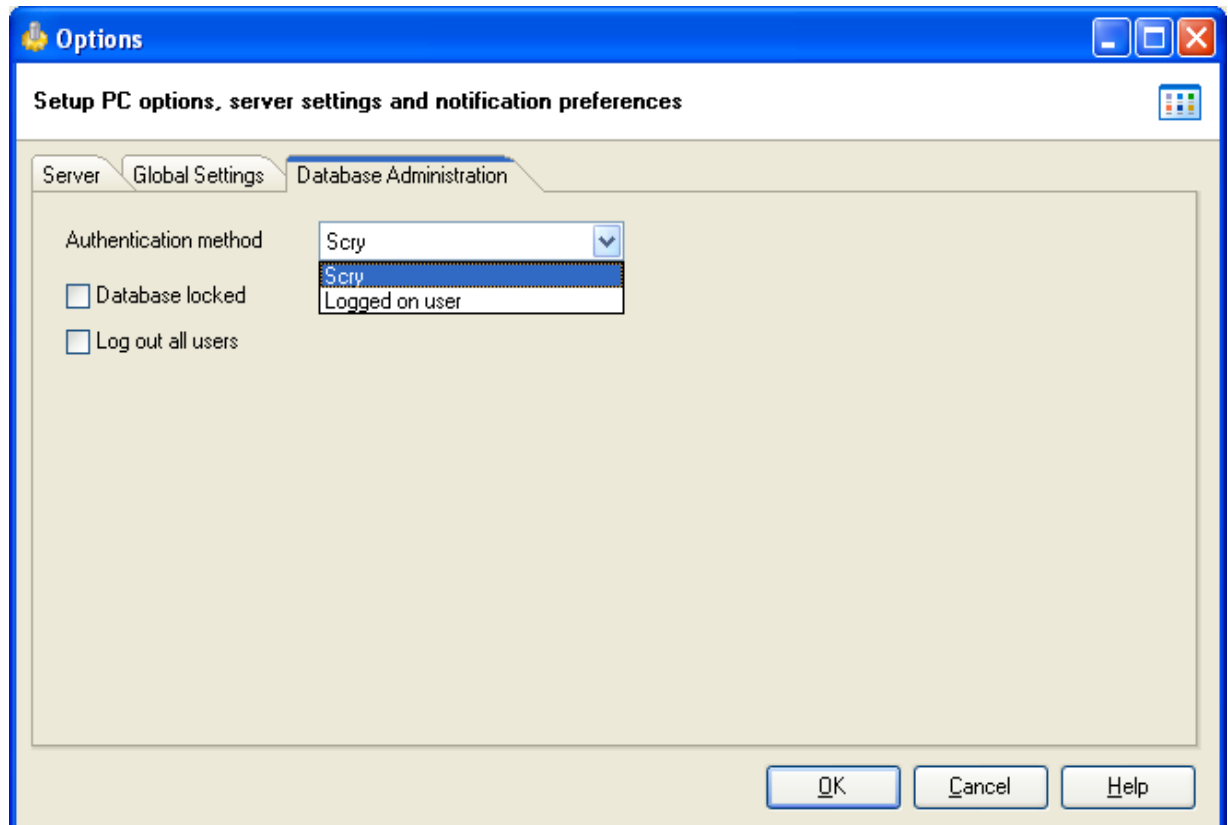 Options
Setup PC options, server settings and notification preferences
Server Global Settings Database Administration
Authentication method Scry
Scry
Database locked
Logged on user
Log out all users
OK Cancel Help